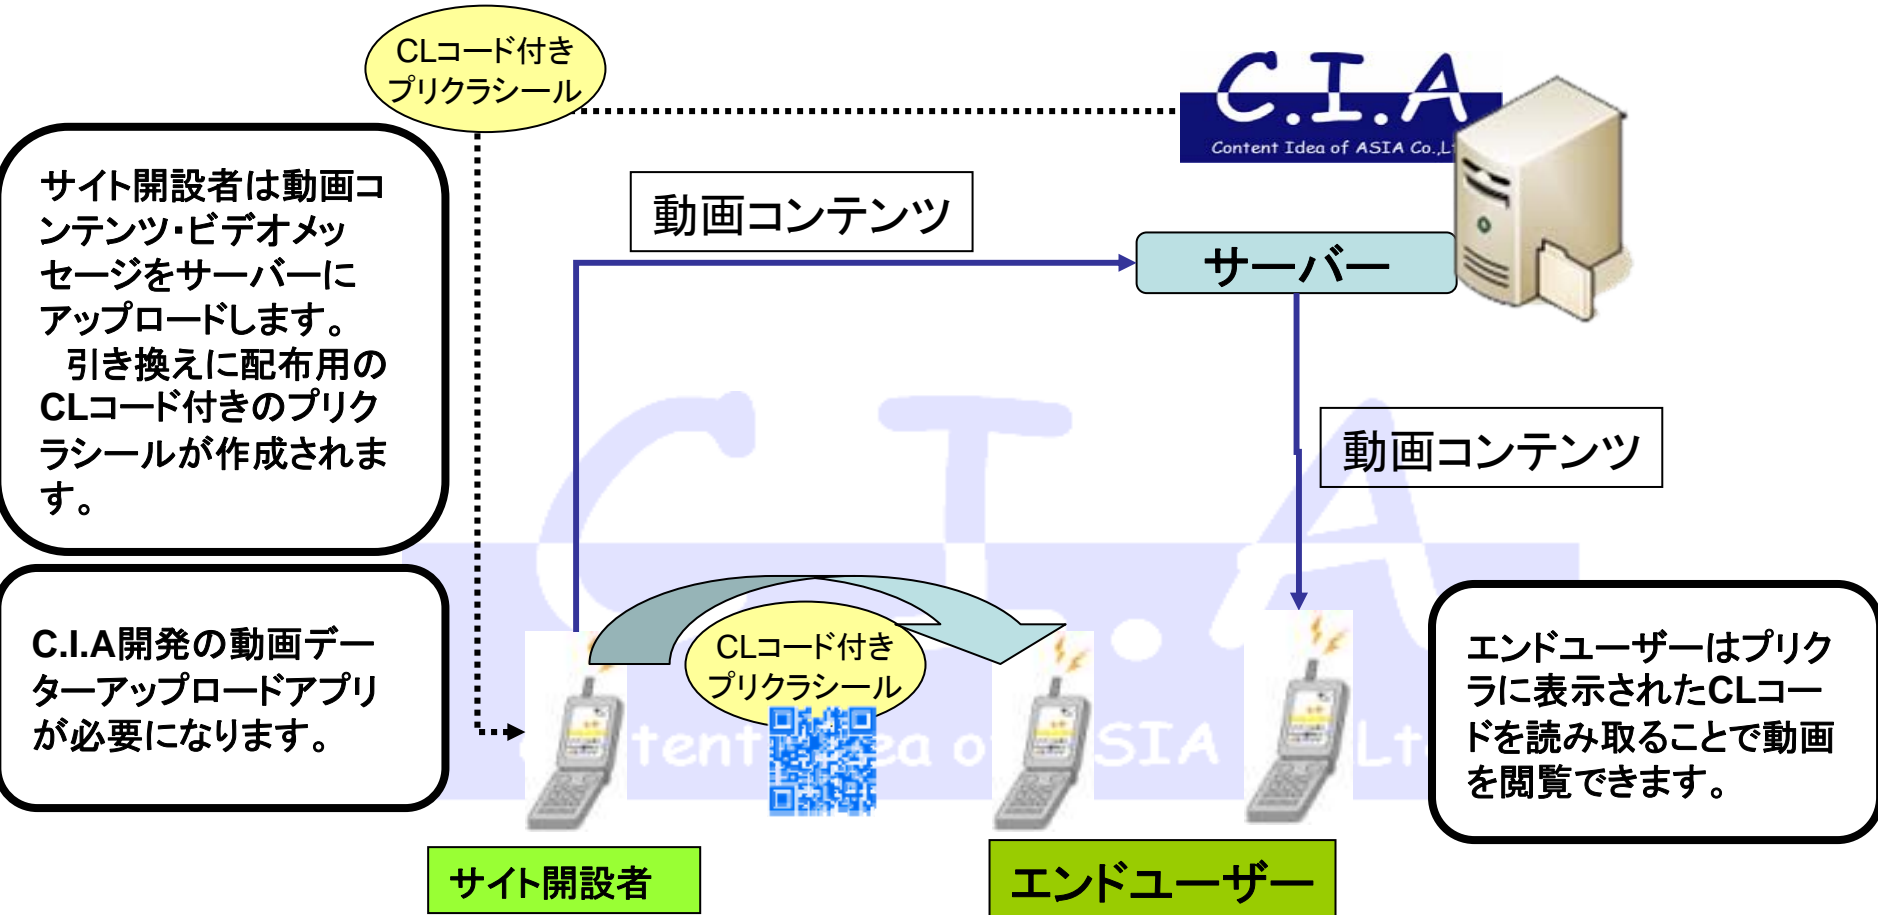 CLコード付き
プリクラシール
C.I.A
Content Idea of ASIA Co.,L
サイト開設者は動画コ
ンテンツ・ビデオメッ
セージをサーバーに
アップロードします。
引き換えに配布用の
CLコード付きのプリク
ラシールが作成されま
す。
動画コンテンツ
サーバー
動画コンテンツ
C.I.A
C.I.A開発の動画デー
ターアップロードアプリ
が必要になります。
CLコード付き
プリクラシール
エンドユーザーはプリク
ラに表示されたCLコー
ドを読み取ることで動画
を閲覧できます。
サイト開設者
エンドユーザー